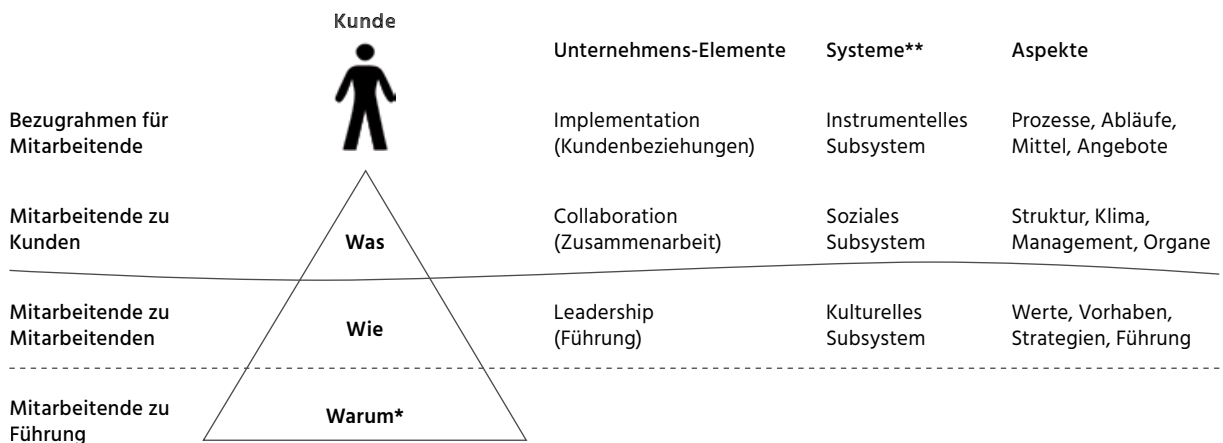 Kunde
Unternehmens-Elemente
Systeme**
Aspekte
Bezugrahmen für
Mitarbeitende
Implementation
(Kundenbeziehungen)
Instrumentelles
Subsystem
Prozesse, Abläufe,
Mittel, Angebote
Mitarbeitende zu
Kunden
Was
Collaboration
(Zusammenarbeit)
Soziales
Subsystem
Struktur, Klima,
Management, Organe
Mitarbeitende zu
Mitarbeitenden
Wie
Leadership
(Führung)
Kulturelles
Subsystem
Werte, Vorhaben,
Strategien, Führung
Mitarbeitende zu
Führung
Warum*